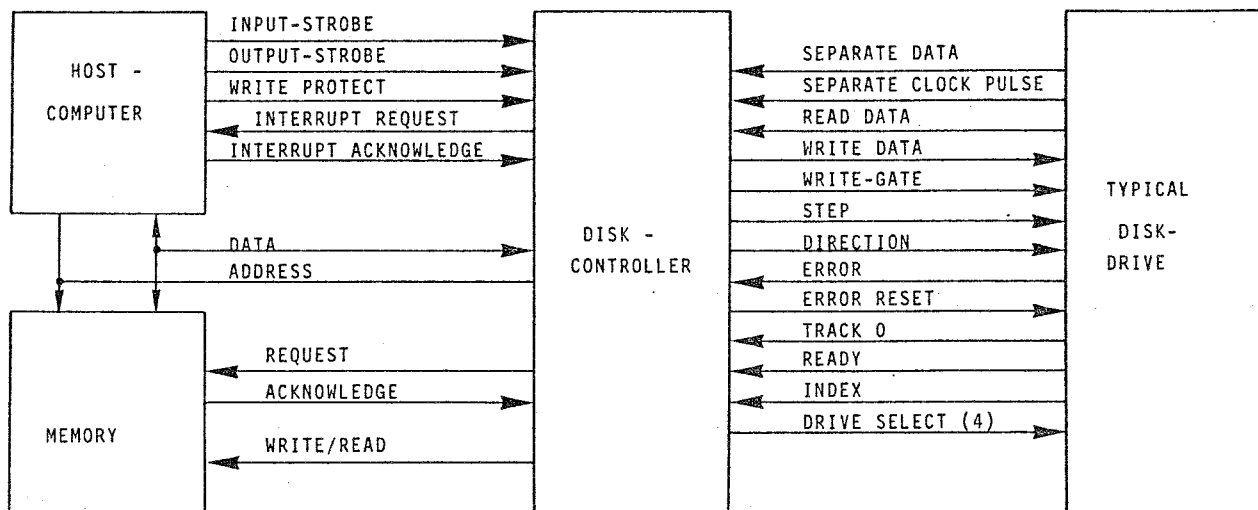 HOST -
COMPUTER
INPUT-STROBE
OUTPUT-STROBE
WRITE PROTECT
INTERRUPT REQUEST
INTERRUPT ACKNOWLEDGE
DATA
ADDRESS
MEMORY
REQUEST
ACKNOWLEDGE
WRITE/READ
DISK -
CONTROLLER
SEPARATE DATA
SEPARATE CLOCK PULSE
READ DATA
WRITE DATA
WRITE-GATE
STEP
DIRECTION
ERROR
ERROR RESET
TRACK 0
READY
INDEX
DRIVE SELECT (4)
TYPICAL
DISK-
DRIVE